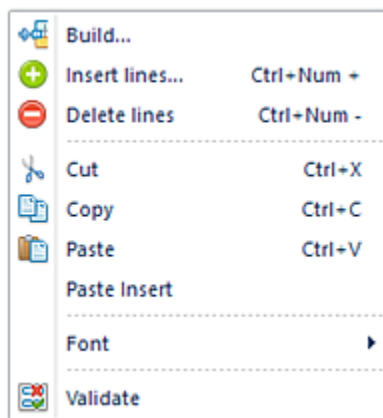 Build...
Insert lines... Ctrl+Num +
Delete lines Ctrl+Num -
Cut Ctrl+X
Copy Ctrl+C
Paste Ctrl+V
Paste Insert
Font
Validate